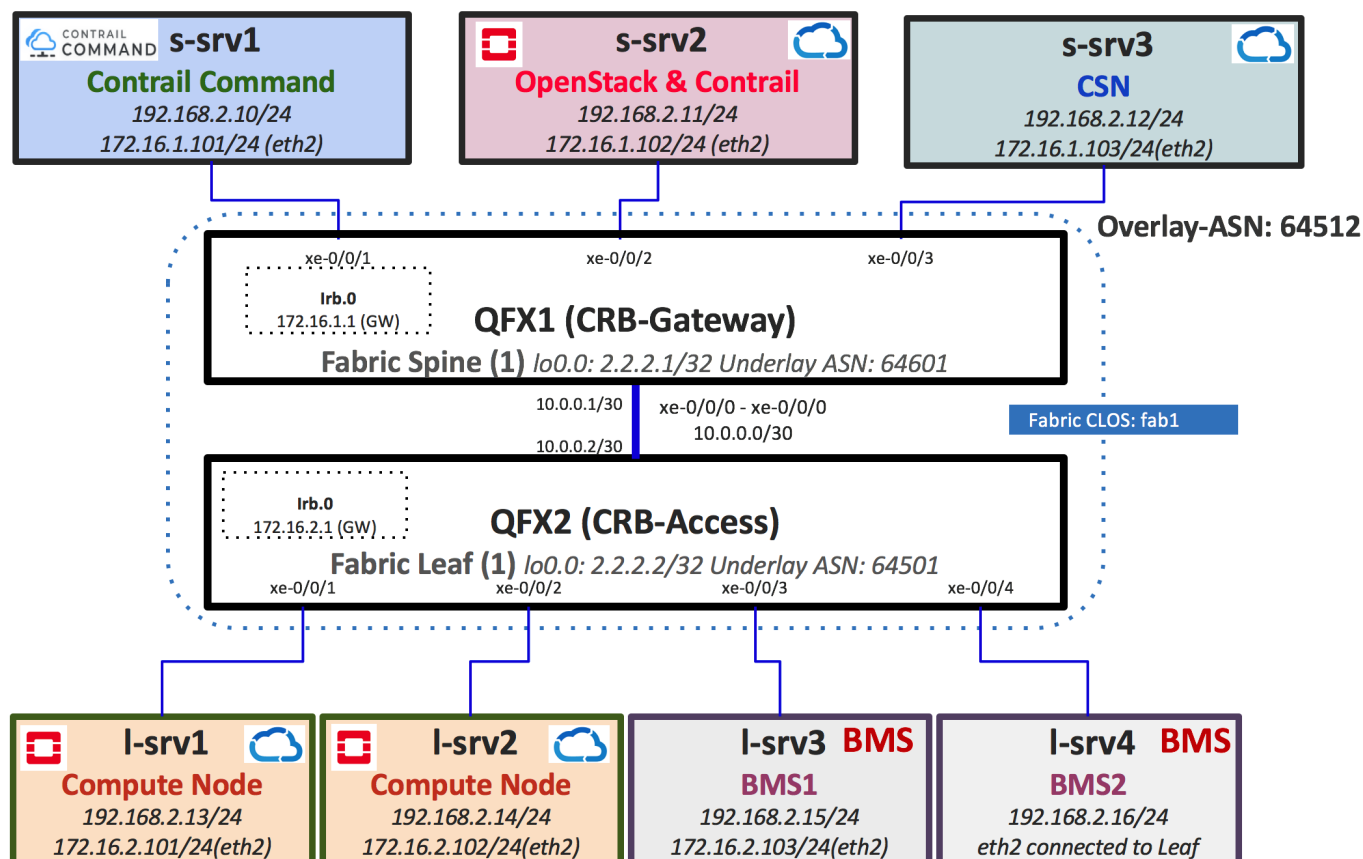 CONTRAIL
COMMAND
s-srv1
Contrail Command
192.168.2.10/24
172.16.1.101/24 (eth2)
s-srv2
OpenStack & Contrail
192.168.2.11/24
172.16.1.102/24 (eth2)
s-srv3
CSN
192.168.2.12/24
172.16.1.103/24(eth2)
Overlay-ASN: 64512
xe-0/0/1
xe-0/0/2
xe-0/0/3
Irb.0
172.16.1.1 (GW)
QFX1 (CRB-Gateway)
Fabric Spine (1) lo0.0: 2.2.2.1/32 Underlay ASN: 64601
10.0.0.1/30
xe-0/0/0 - xe-0/0/0
10.0.0.0/30
10.0.0.2/30
Fabric CLOS: fab1
Irb.0
172.16.2.1 (GW)
QFX2 (CRB-Access)
Fabric Leaf (1) lo0.0: 2.2.2.2/32 Underlay ASN: 64501
xe-0/0/1
xe-0/0/2
xe-0/0/3
xe-0/0/4
l-srv1
Compute Node
192.168.2.13/24
172.16.2.101/24(eth2)
l-srv2
Compute Node
192.168.2.14/24
172.16.2.102/24(eth2)
l-srv3 BMS
BMS1
192.168.2.15/24
172.16.2.103/24(eth2)
l-srv4 BMS
BMS2
192.168.2.16/24
eth2 connected to Leaf